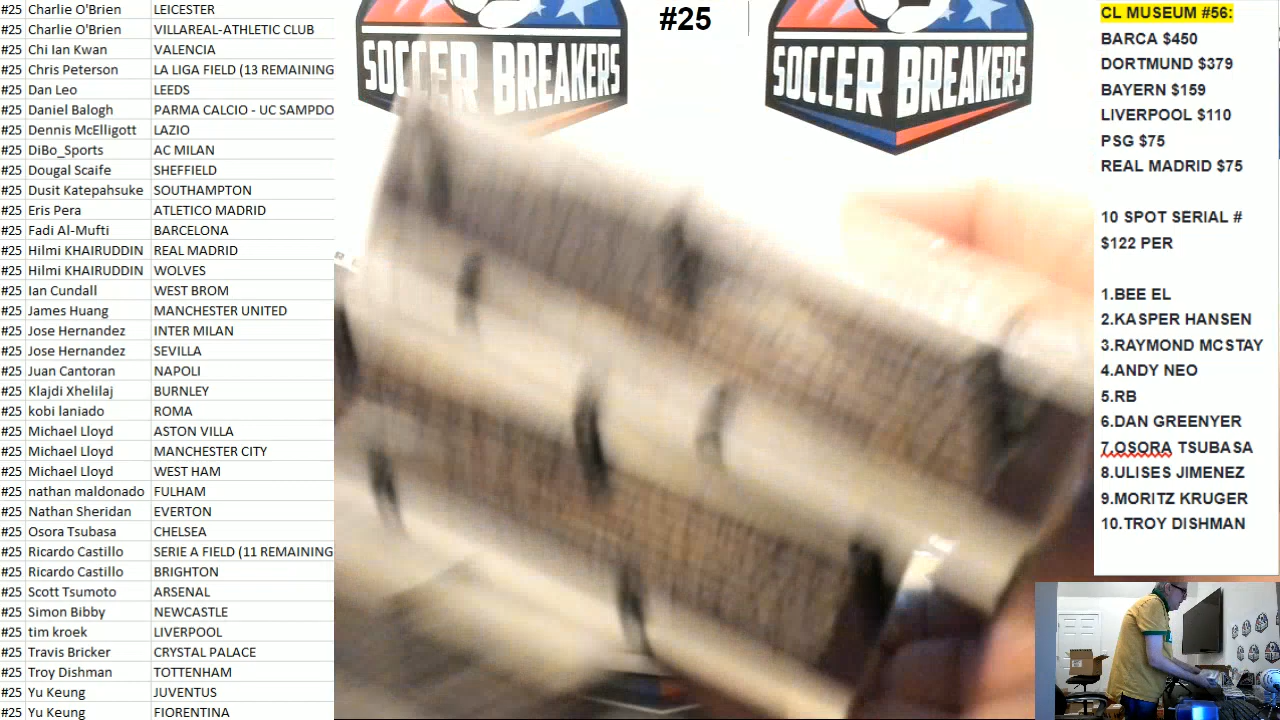 #25 Charlie O'Brien LEICESTER
#25 Charlie O'Brien VILLAREAL-ATHLETIC CLUB
#25 Chi Ian Kwan VALENCIA
#25 Chris Peterson LA LIGA FIELD (13 REMAINING
#25 Dan Leo LEEDS
#25 Daniel Balogh PARMA CALCIO - UC SAMPDO
#25 Dennis McElligott LAZIO
#25 DiBo_Sports AC MILAN
#25 Dougal Scaife SHEFFIELD
#25 Dusit Katepahsuke SOUTHAMPTON
#25 Eris Pera ATLETICO MADRID
#25 Fadi Al-Mufti BARCELONA
#25 Hilmi KHAIRUDDIN REAL MADRID
#25 Hilmi KHAIRUDDIN WOLVES
#25 Ian Cundall WEST BROM
#25 James Huang MANCHESTER UNITED
#25 Jose Hernandez INTER MILAN
#25 Jose Hernandez SEVILLA
#25 Juan Cantoran NAPOLI
#25 Klajdi Xhelilaj BURNLEY
#25 kobi laniado ROMA
#25 Michael Lloyd ASTON VILLA
#25 Michael Lloyd MANCHESTER CITY
#25 Michael Lloyd WEST HAM
#25 nathan maldonado FULHAM
#25 Nathan Sheridan EVERTON
#25 Osora Tsubasa CHELSEA
#25 Ricardo Castillo SERIE A FIELD (11 REMAINING
#25 Ricardo Castillo BRIGHTON
#25 Scott Tsumoto ARSENAL
#25 Simon Bibby NEWCASTLE
#25 tim kroek LIVERPOOL
#25 Travis Bricker CRYSTAL PALACE
#25 Troy Dishman TOTTENHAM
#25 Yu Keung JUVENTUS
#25 Yu Keung FIORENTINA
#25
SOCCER BREAKERS
SOCCER BREAKERS
CL MUSEUM #56:
BARCA $450
DORTMUND $379
BAYERN $159
LIVERPOOL $110
PSG $75
REAL MADRID $75
10 SPOT SERIAL #
$122 PER
1.BEE EL
2.KASPER HANSEN
3.RAYMOND MCSTAY
4.ANDY NEO
5.RB
6.DAN GREENYER
7.OSORA TSUBASA
8.ULISES JIMENEZ
9.MORITZ KRUGER
10.TROY DISHMAN